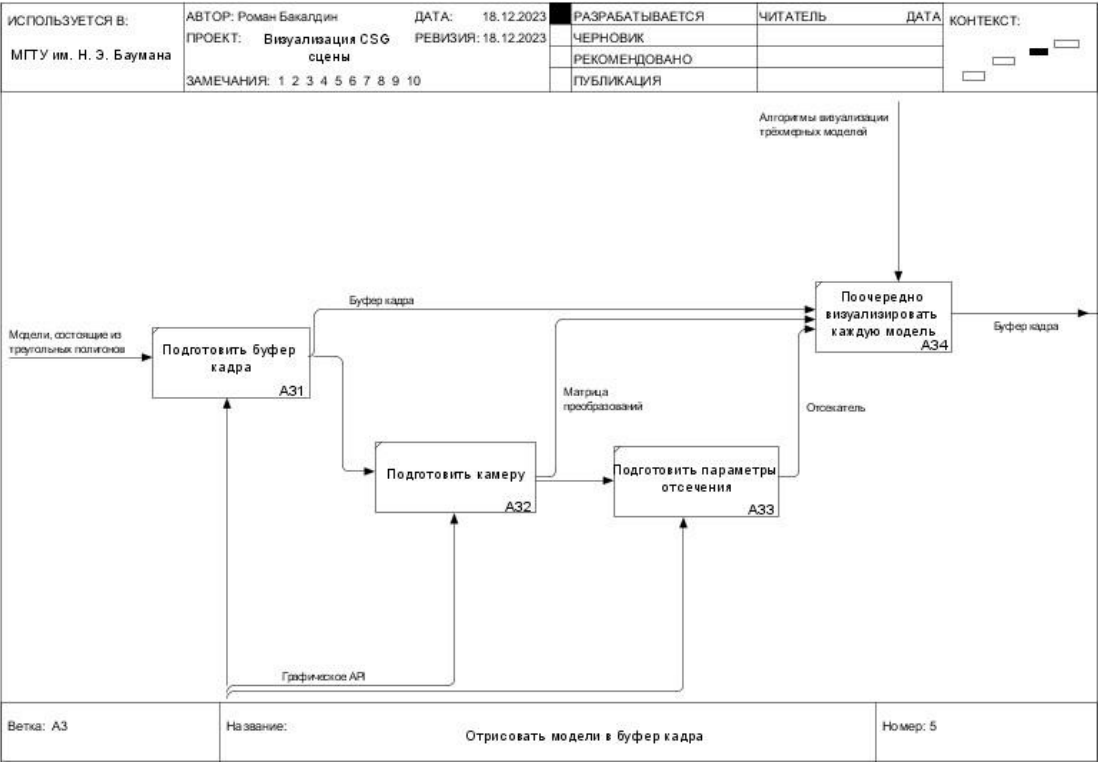 ИСПОЛЬЗУЕТСЯ В:
МГТУ им. Н. Э. Баумана
АВТОР: Роман Бакалдин
ДАТА: 18.12.2023
ПРОЕКТ: Визуализация CSG
сцены
РЕВИЗИЯ: 18.12.2023
ЗАМЕЧАНИЯ: 1 2 3 4 5 6 7 8 9 10
РАЗРАБАТЫВАЕТСЯ
ЧЕРНОВИК
РЕКОМЕНДОВАНО
ПУБЛИКАЦИЯ
ЧИТАТЕЛЬ
ДАТА
КОНТЕКСТ:
Алгоритмы визуализации
трёхмерных моделей
Буфер кадра
Поочередно
визуализировать
каждую модель
A34
Буфер кадра
Модели, состоящие из
треугольных полигонов
Подготовить буфер
кадра
A31
Матрица
преобразований
Отсекатель
Подготовить камеру
A32
Подготовить параметры
отсечения
A33
Графическое API
Ветка: A3
Название:
Отрисовать модели в буфер кадра
Номер: 5